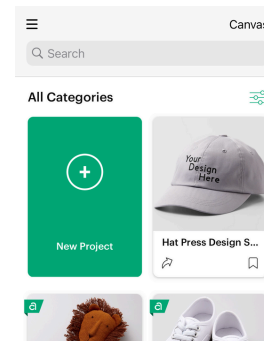 Canvas
Search
All Categories
Your
Design
Here
New Project
Hat Press Design S...
a
a